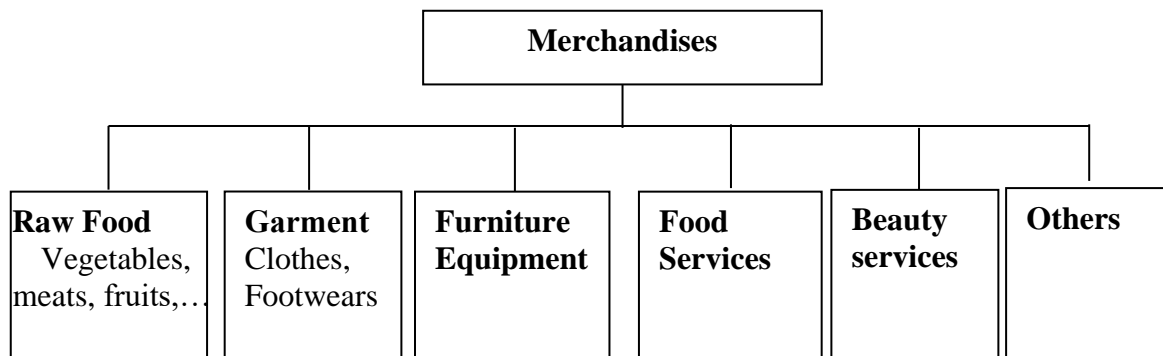 Merchandises
Raw Food
Vegetables,
meats, fruits,…
Garment
Clothes,
Footwears
Furniture
Equipment
Food
Services
Beauty
services
Others